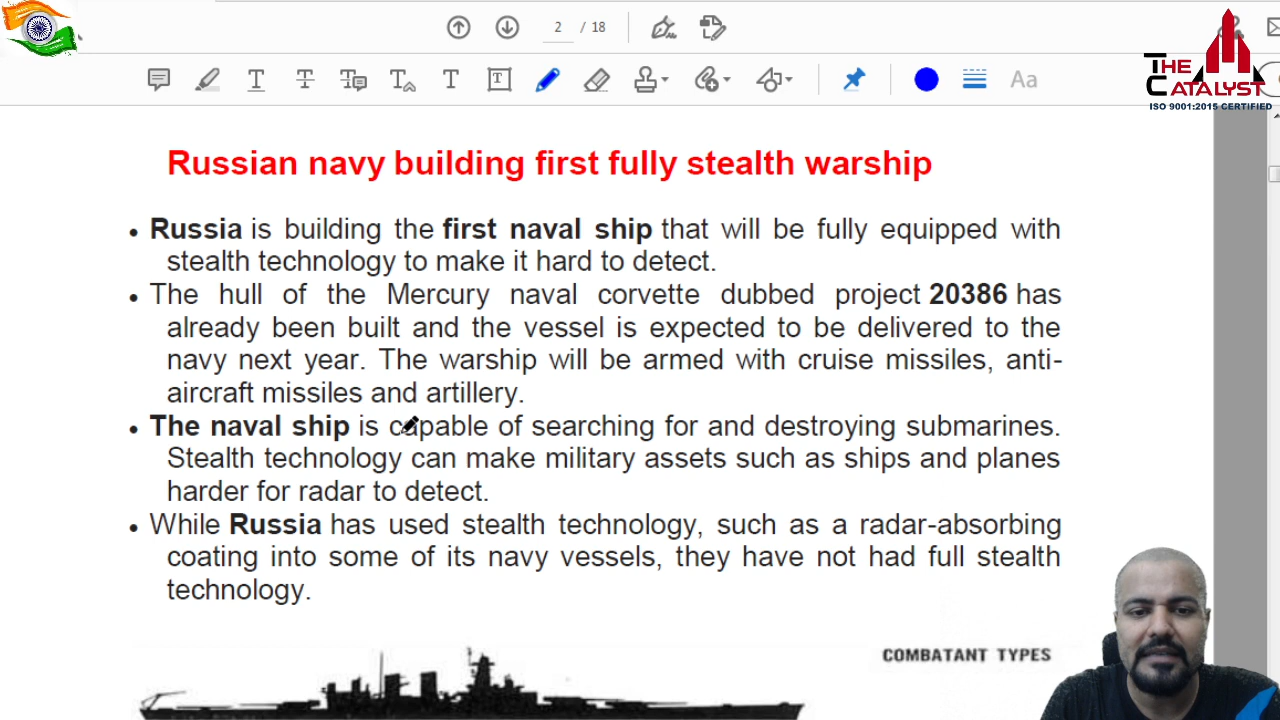 2 / 18
THE CATALYST
ISO 9001:2015 CERTIFIED
T T T T T T Aa
Russian navy building first fully stealth warship
• Russia is building the first naval ship that will be fully equipped with
stealth technology to make it hard to detect.
• The hull of the Mercury naval corvette dubbed project 20386 has
already been built and the vessel is expected to be delivered to the
navy next year. The warship will be armed with cruise missiles, anti-
aircraft missiles and artillery.
• The naval ship is capable of searching for and destroying submarines.
Stealth technology can make military assets such as ships and planes
harder for radar to detect.
• While Russia has used stealth technology, such as a radar-absorbing
coating into some of its navy vessels, they have not had full stealth
technology.
COMBATANT TYPES